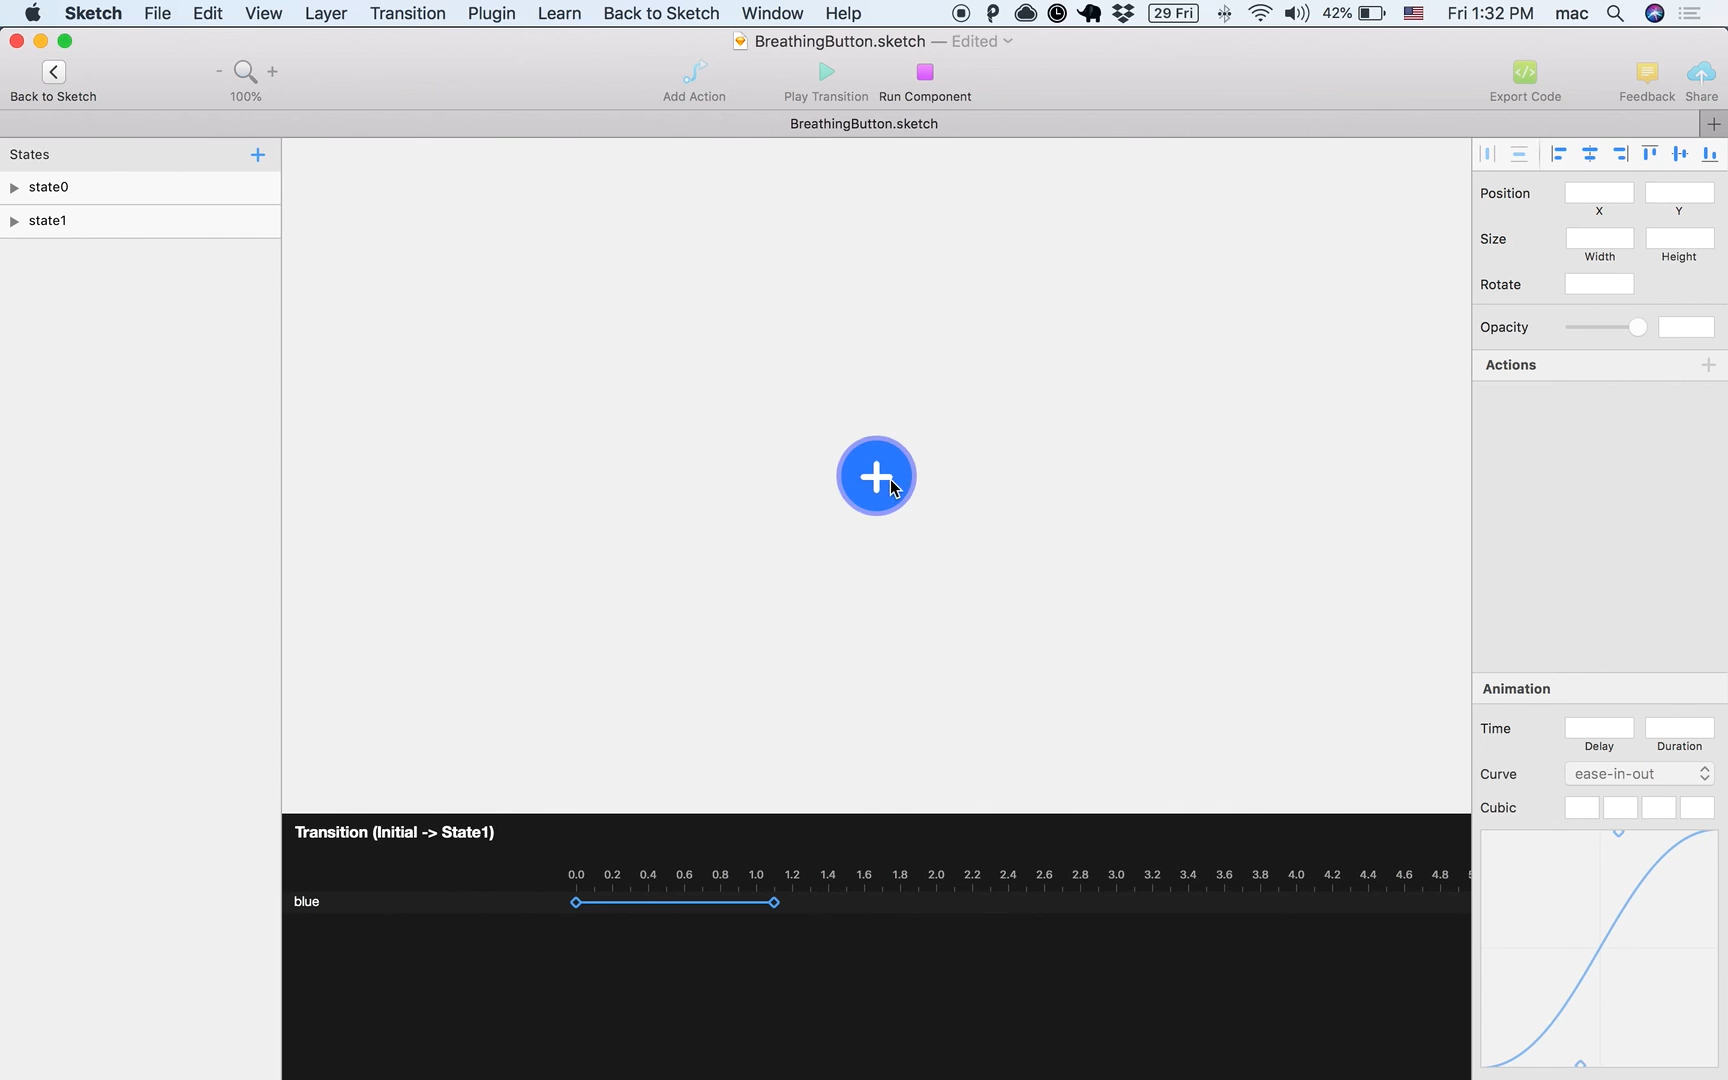 Sketch File Edit View Layer Transition Plugin Learn Back to Sketch Window Help 29 Fri 42% Fri 1:32 PM mac
BreathingButton.sketch — Edited
Back to Sketch 100% Add Action Play Transition Run Component Export Code Feedback Share
BreathingButton.sketch
States
state0
state1
Position
X Y
Size
Width Height
Rotate
Opacity
Actions
Animation
Time
Delay Duration
Curve ease-in-out
Cubic
Transition (Initial -> State1)
0.0 0.2 0.4 0.6 0.8 1.0 1.2 1.4 1.6 1.8 2.0 2.2 2.4 2.6 2.8 3.0 3.2 3.4 3.6 3.8 4.0 4.2 4.4 4.6 4.8
blue